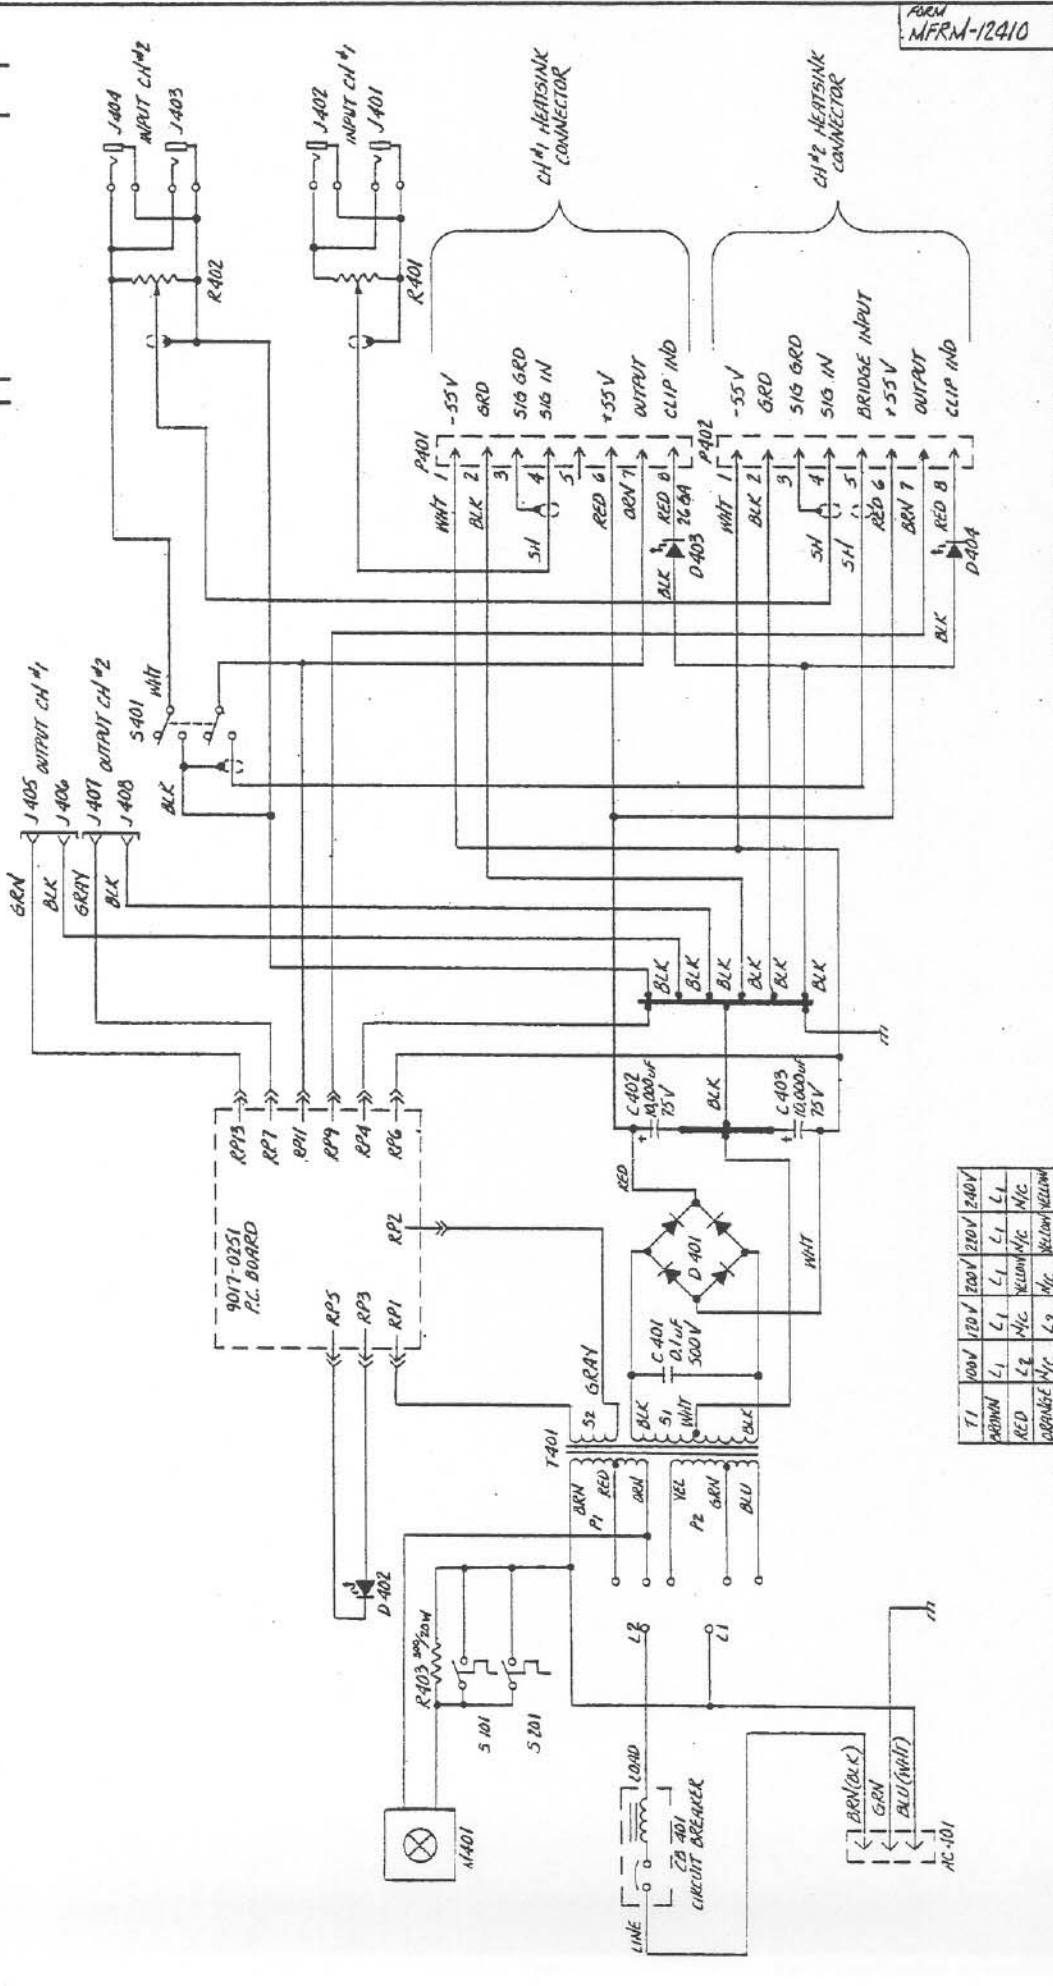 FORM
MFRM-12410
J404
INPUT CH#2
J403
R402
J402
INPUT CH#1
J401
R401
CH#1 HEATSINK
CONNECTOR
CH#2 HEATSINK
CONNECTOR
P401
WHT 1 -55V
BLK 2 GRD
3 SIG GRD
SH 4 SIG IN
5
RED 6 +55V
ORN 7 OUTPUT
RED 8 CLIP IND
26GA
BLK
D403
P402
WHT 1 -55V
BLK 2 GRD
3 SIG GRD
SH 4 SIG IN
SH 5 BRIDGE INPUT
RED 6 +55V
BRN 7 OUTPUT
RED 8 CLIP IND
BLK
D404
S401
WHT
BLK
GRN J405
OUTPUT CH#1
BLK J406
GRAY J407
OUTPUT CH#2
BLK J408
BLK
BLK
BLK
BLK
BLK
BLK
9017-0251
P.C. BOARD
RP13
RP7
RP11
RP9
RP4
RP6
RP2
RP5
RP3
RP1
C402
10,000uF
75V
+
BLK
C403
10,000uF
75V
+
RED
D401
WHT
C401
0.1uF
500V
T401
S2
GRAY
BLK
S1
WHT
BLK
BRN
P1
RED
ORN
YEL
P2
GRN
BLU
D402
R403 300/20W
S101
S201
M401
L2
L1
LOAD
CB 401
CIRCUIT BREAKER
LINE
BRN(BLK)
GRN
BLU(WHT)
AC401
T1 100V 120V 200V 220V 240V
BROWN L1 L1 L1 L1 L1
RED L2 N/C YELLOW N/C N/C
ORANGE N/C L2 N/C YELLOW YELLOW